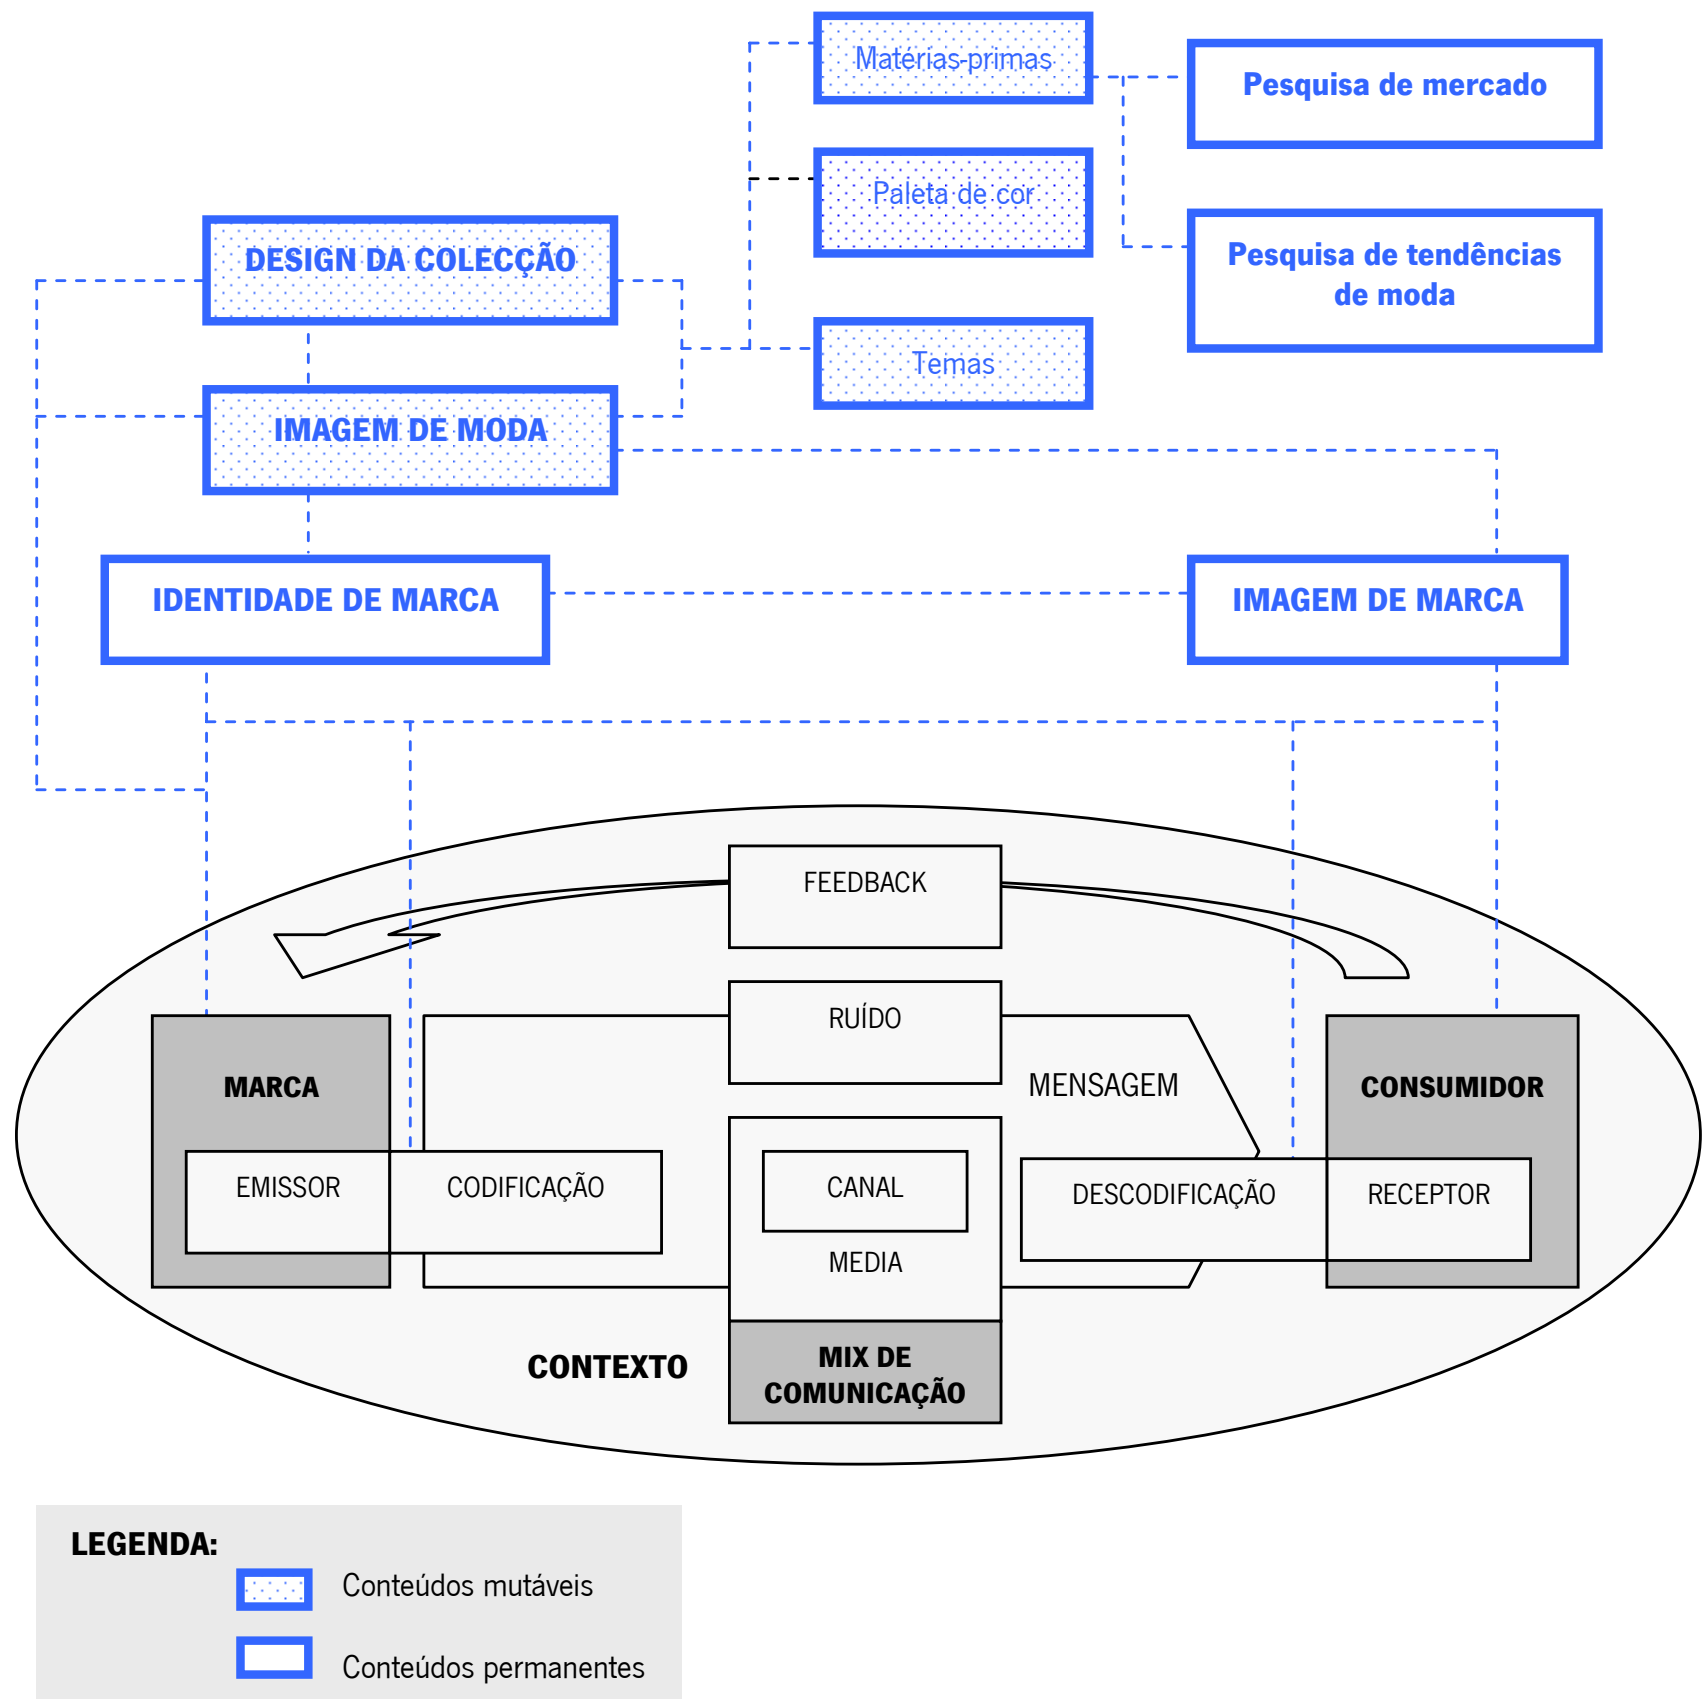 Matérias-primas
Pesquisa de mercado
Paleta de cor
DESIGN DA COLECÇÃO
Pesquisa de tendências
de moda
Temas
IMAGEM DE MODA
IDENTIDADE DE MARCA
IMAGEM DE MARCA
FEEDBACK
RUÍDO
MARCA
MENSAGEM
CONSUMIDOR
EMISSOR
CODIFICAÇÃO
CANAL
DESCODIFICAÇÃO
RECEPTOR
MEDIA
CONTEXTO
MIX DE
COMUNICAÇÃO
LEGENDA:
Conteúdos mutáveis
Conteúdos permanentes